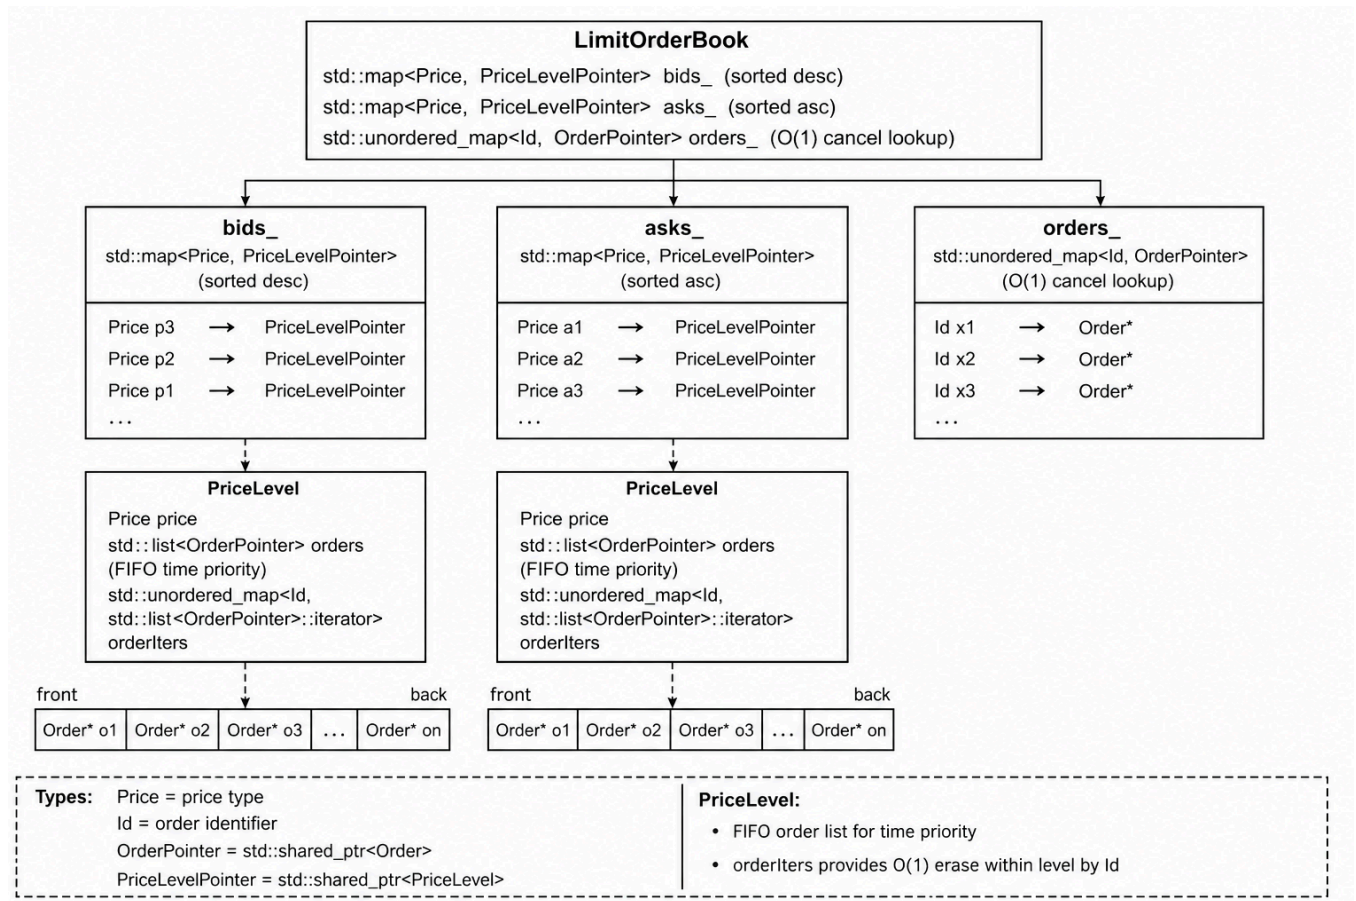 LimitOrderBook
std::map<Price, PriceLevelPointer> bids_ (sorted desc)
std::map<Price, PriceLevelPointer> asks_ (sorted asc)
std::unordered_map<Id, OrderPointer> orders_ (O(1) cancel lookup)
bids_
std::map<Price, PriceLevelPointer>
(sorted desc)
Price p3 → PriceLevelPointer
Price p2 → PriceLevelPointer
Price p1 → PriceLevelPointer
...
asks_
std::map<Price, PriceLevelPointer>
(sorted asc)
Price a1 → PriceLevelPointer
Price a2 → PriceLevelPointer
Price a3 → PriceLevelPointer
...
orders_
std::unordered_map<Id, OrderPointer>
(O(1) cancel lookup)
Id x1 → Order*
Id x2 → Order*
Id x3 → Order*
...
PriceLevel
Price price
std::list<OrderPointer> orders
(FIFO time priority)
std::unordered_map<Id,
std::list<OrderPointer>::iterator>
orderIters
PriceLevel
Price price
std::list<OrderPointer> orders
(FIFO time priority)
std::unordered_map<Id,
std::list<OrderPointer>::iterator>
orderIters
front back
Order* o1 Order* o2 Order* o3 ... Order* on
front back
Order* o1 Order* o2 Order* o3 ... Order* on
Types: Price = price type
Id = order identifier
OrderPointer = std::shared_ptr<Order>
PriceLevelPointer = std::shared_ptr<PriceLevel>
PriceLevel:
• FIFO order list for time priority
• orderIters provides O(1) erase within level by Id